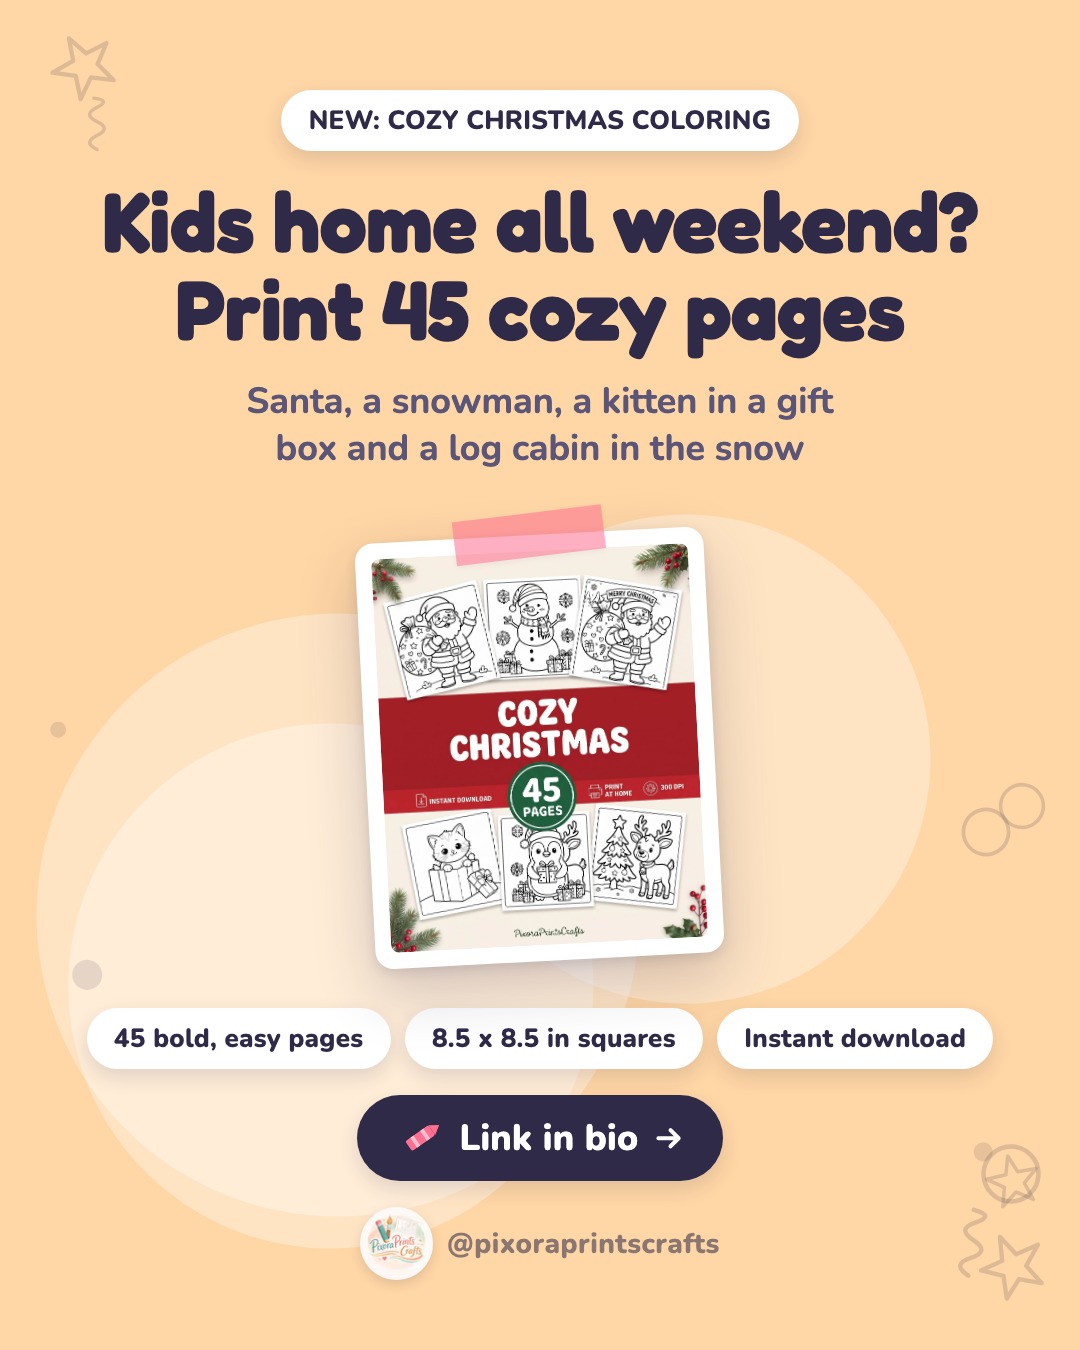 NEW: COZY CHRISTMAS COLORING
Kids home all weekend?
Print 45 cozy pages
Santa, a snowman, a kitten in a gift
box and a log cabin in the snow
MERRY CHRISTMAS
COZY
CHRISTMAS
INSTANT DOWNLOAD
45
PAGES
PRINT
AT HOME
300 DPI
PixoraPrintsCrafts
45 bold, easy pages
8.5 x 8.5 in squares
Instant download
Link in bio →
PixoraPrints
Crafts
@pixoraprintscrafts